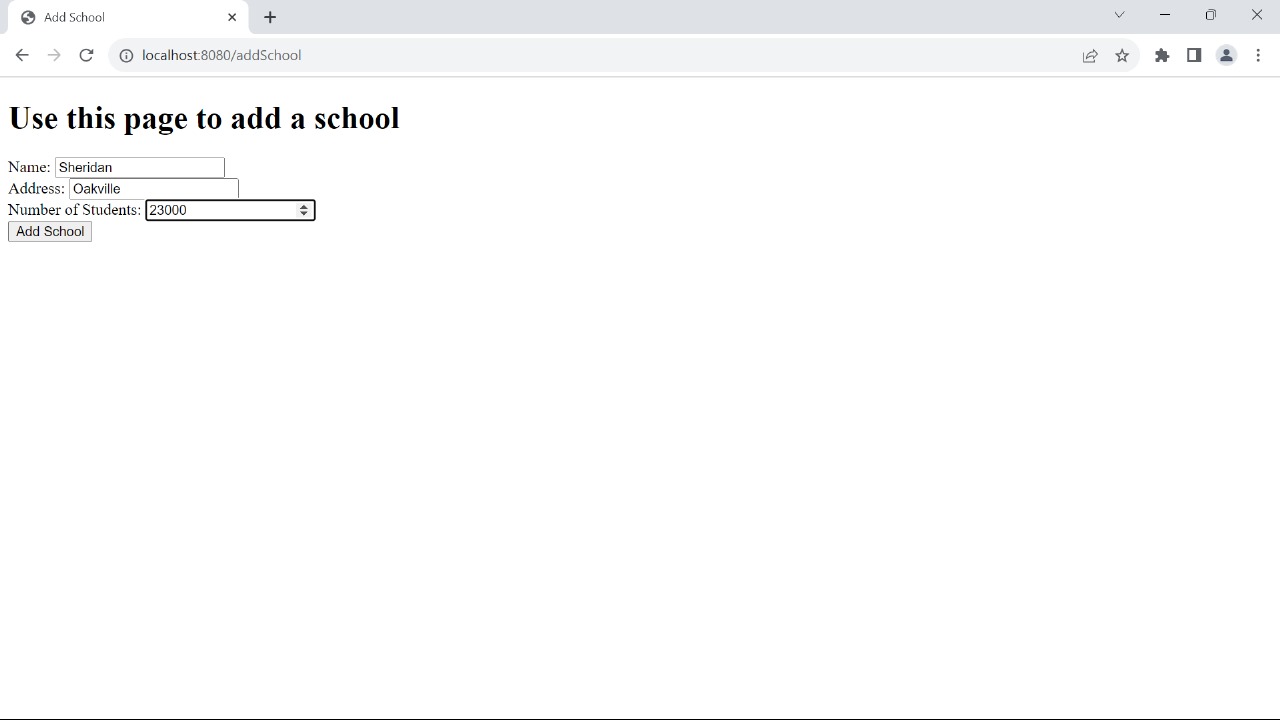 Add School
localhost:8080/addSchool
Use this page to add a school
Name: Sheridan
Address: Oakville
Number of Students: 23000
Add School